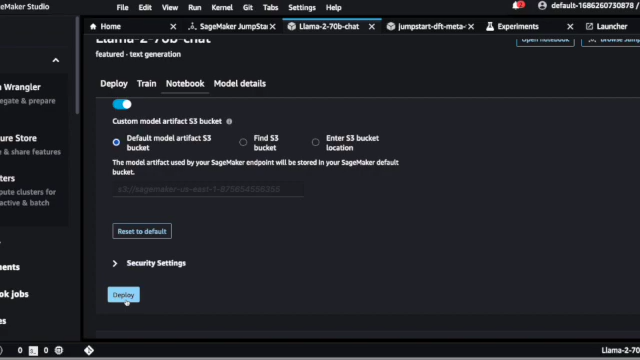 SageMaker Studio
File Edit View Run Kernel Git Tabs Settings Help
default-1686260730878 /
Home
SageMaker JumpSta
Llama-2-70b-chat
jumpstart-dft-meta-
Experiments
Launcher
Llama-2-70b-chat
Open notebook
featured · text generation
Deploy Train Notebook Model details
Wrangler
egate & prepare
ure Store
e & share features
ters
pute clusters for
active & batch
ments
ok jobs
es
Custom model artifact S3 bucket
Default model artifact S3 bucket
Find S3 bucket
Enter S3 bucket location
The model artifact used by your SageMaker endpoint will be stored in your SageMaker default
bucket.
Reset to default
Security Settings
Deploy
0 0
Llama-2-70